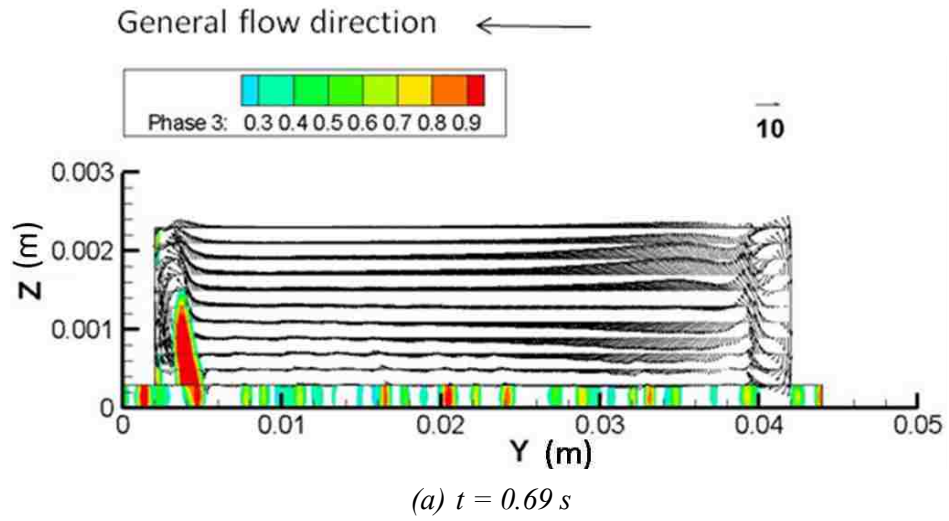 General flow direction
Phase 3: 0.3 0.4 0.5 0.6 0.7 0.8 0.9
10
0.003
0.002
0.001
0
Z (m)
0 0.01 0.02 0.03 0.04 0.05
Y (m)
(a) t = 0.69 s